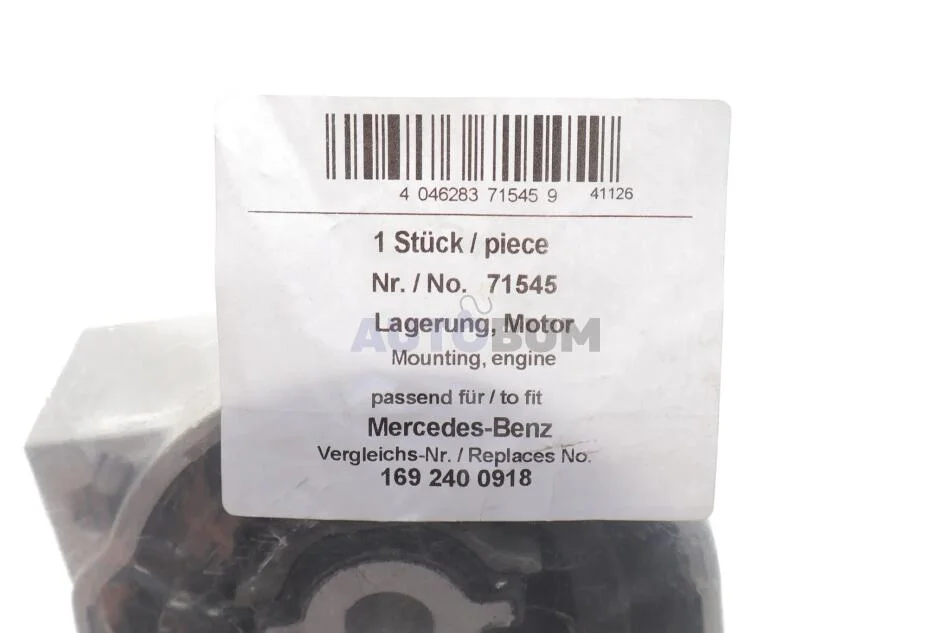 4 046283 71545 9 41126
1 Stück / piece
Nr. / No. 71545
Lagerung, Motor
AUTOBUM
Mounting, engine
passend für / to fit
Mercedes-Benz
Vergleichs-Nr. / Replaces No.
169 240 0918